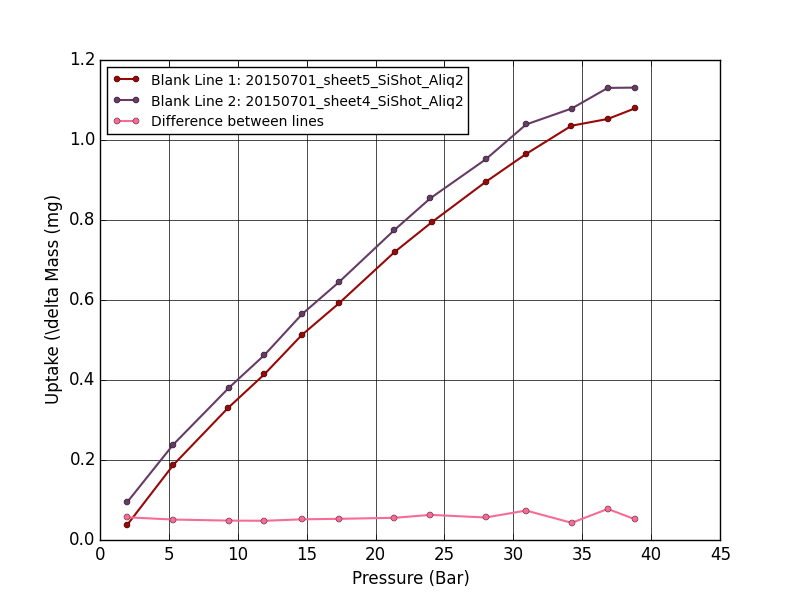 Blank Line 1: 20150701_sheet5_SiShot_Aliq2
Blank Line 2: 20150701_sheet4_SiShot_Aliq2
Difference between lines
Uptake (\delta Mass (mg)
1.2
1.0
0.8
0.6
0.4
0.2
0.0
0 5 10 15 20 25 30 35 40 45
Pressure (Bar)